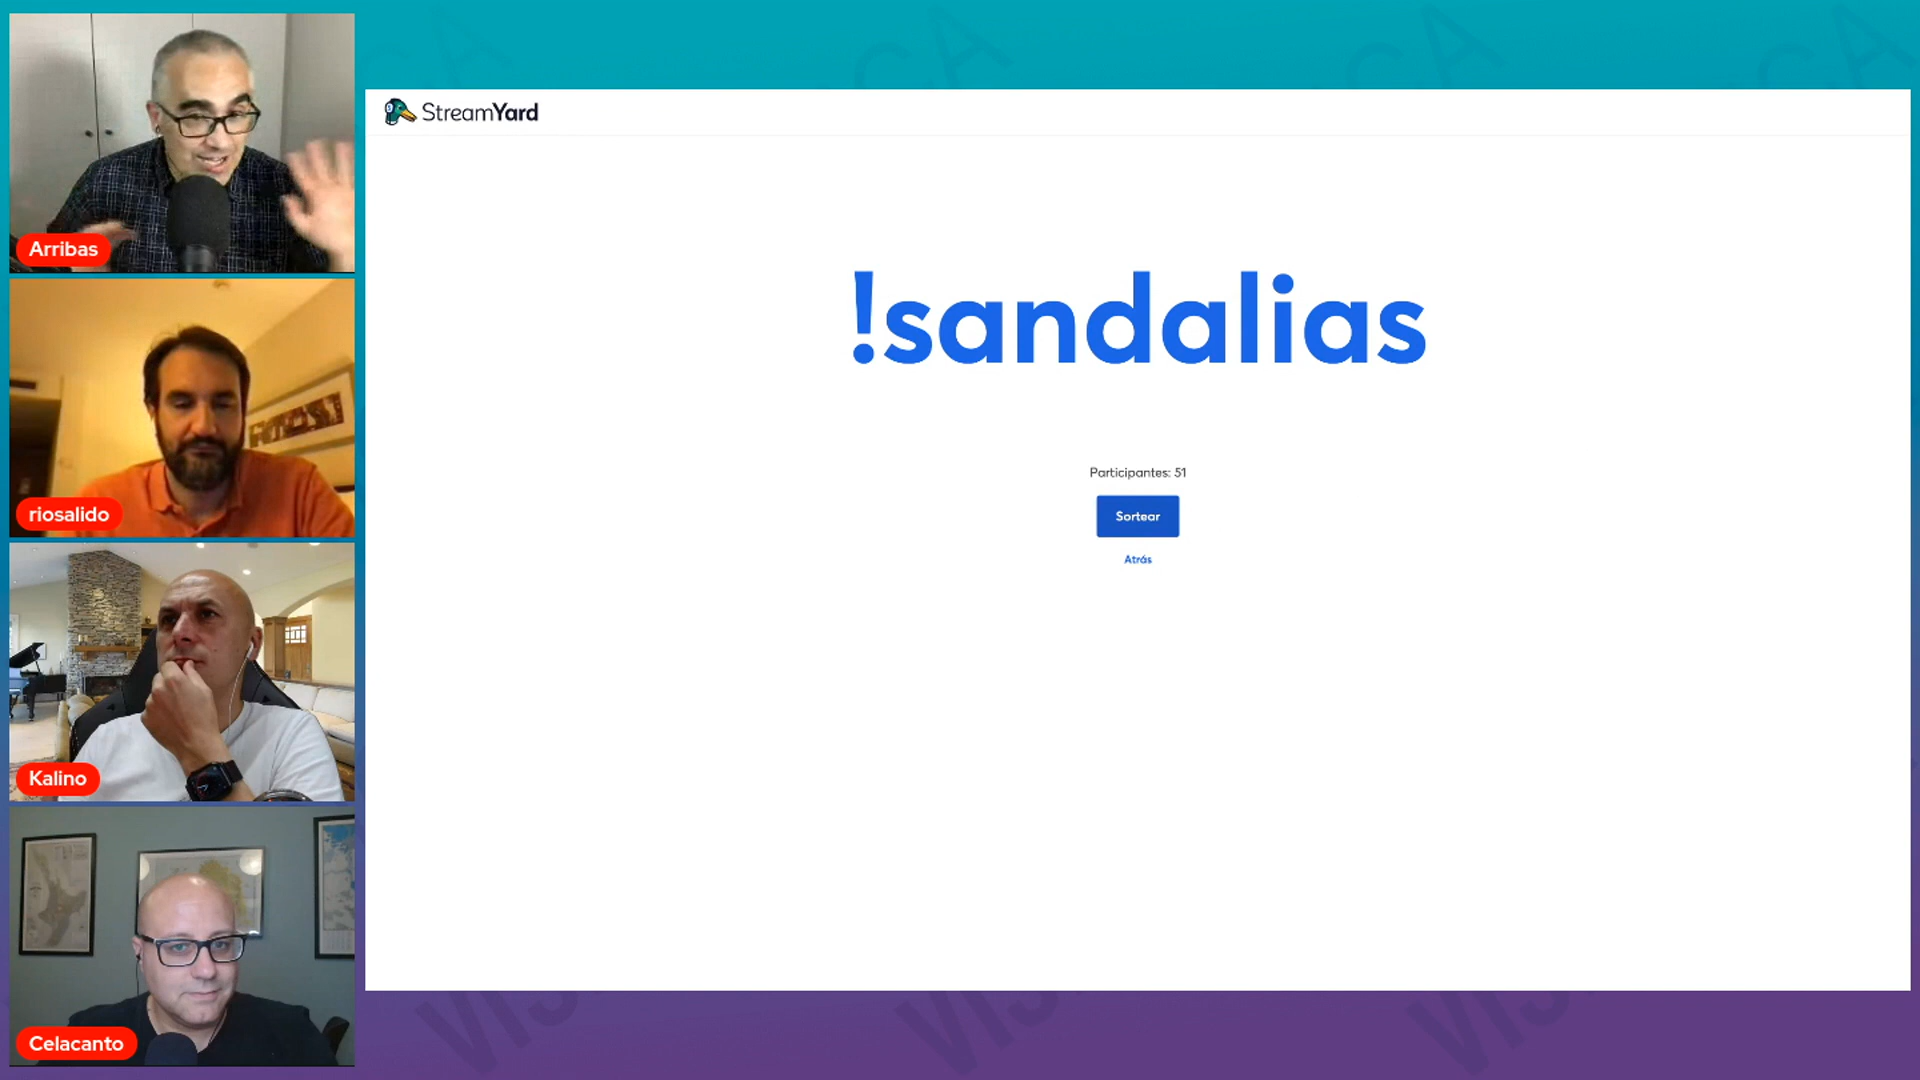 Arribas
riosalido
Kalino
Celacanto
StreamYard
!sandalias
Participantes: 51
Sortear
Atrás